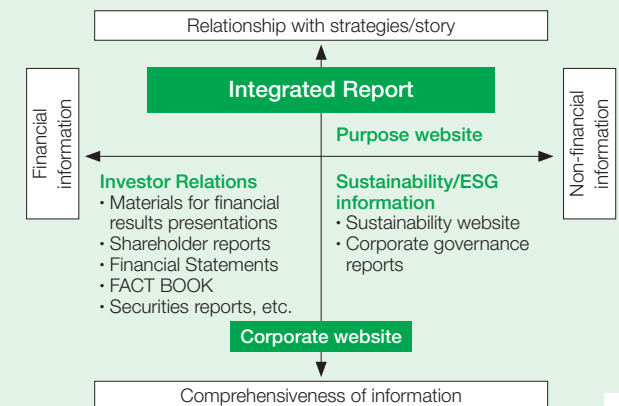 Relationship with strategies/story
Integrated Report
Financial
information
Non-financial
information
Purpose website
Investor Relations
・Materials for financial
results presentations
・Shareholder reports
・Financial Statements
・FACT BOOK
・Securities reports, etc.
Sustainability/ESG
information
・Sustainability website
・Corporate governance
reports
Corporate website
Comprehensiveness of information